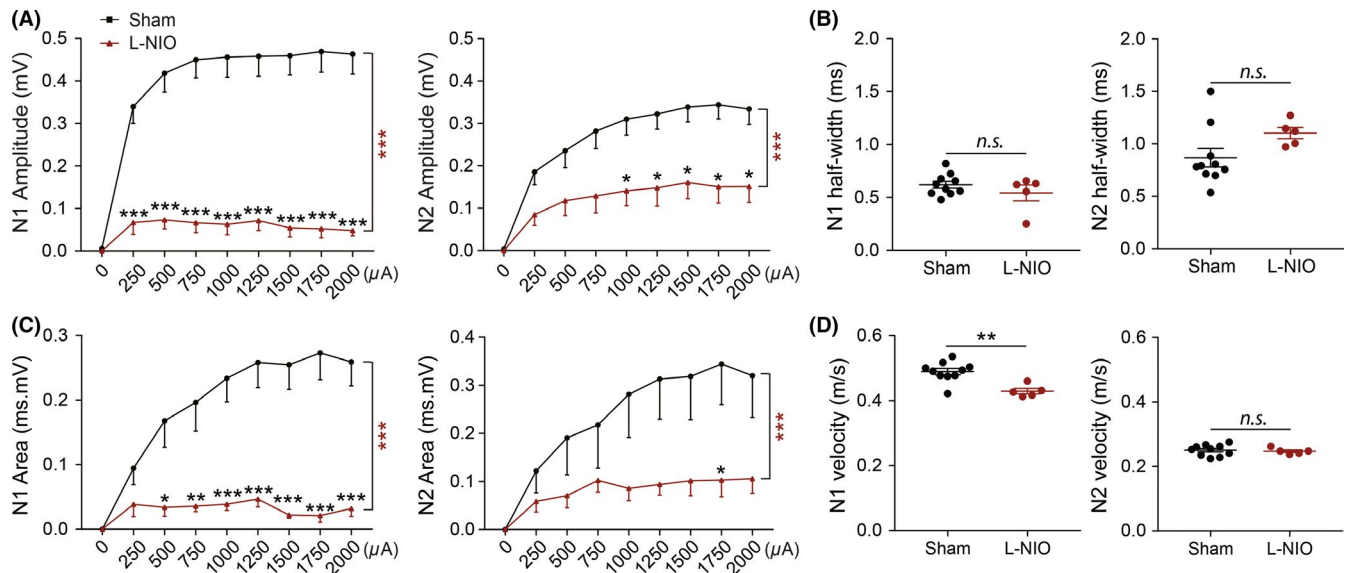 (A)
Sham
L-NIO
N1 Amplitude (mV)
0.5
0.4
0.3
0.2
0.1
0.0
*** *** *** *** *** *** *** ***
***
0 250 500 750 1000 1250 1500 1750 2000 (µA)
N2 Amplitude (mV)
0.5
0.4
0.3
0.2
0.1
0.0
* * * * *
***
0 250 500 750 1000 1250 1500 1750 2000 (µA)
(B)
N1 half-width (ms)
2.0
1.5
1.0
0.5
0.0
n.s.
Sham L-NIO
N2 half-width (ms)
2.0
1.5
1.0
0.5
0.0
n.s.
Sham L-NIO
(C)
N1 Area (ms.mV)
0.3
0.2
0.1
0.0
* ** *** *** *** *** ***
***
0 250 500 750 1000 1250 1500 1750 2000 (µA)
N2 Area (ms.mV)
0.4
0.3
0.2
0.1
0.0
*
***
0 250 500 750 1000 1250 1500 1750 2000 (µA)
(D)
N1 velocity (m/s)
0.6
0.4
0.2
0.0
**
Sham L-NIO
N2 velocity (m/s)
0.6
0.4
0.2
0.0
n.s.
Sham L-NIO